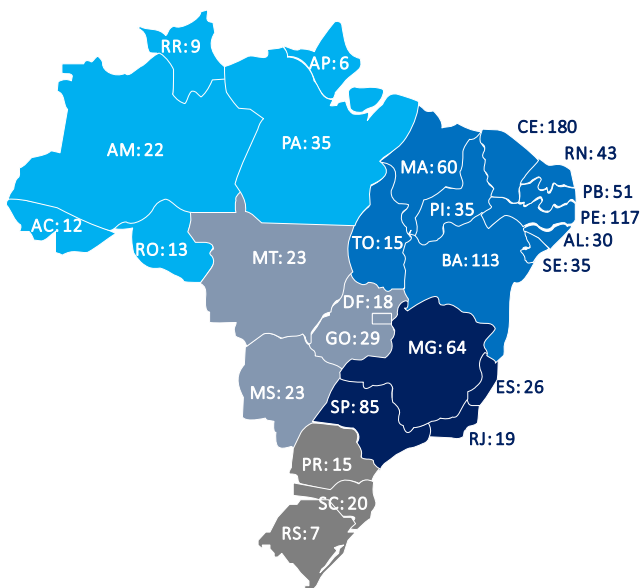 RR: 9
AP: 6
CE: 180
AM: 22
PA: 35
MA: 60
RN: 43
PB: 51
PI: 35
PE: 117
AC: 12
RO: 13
MT: 23
TO: 15
BA: 113
AL: 30
SE: 35
DF: 18
GO: 29
MG: 64
MS: 23
SP: 85
ES: 26
RJ: 19
PR: 15
SC: 20
RS: 7